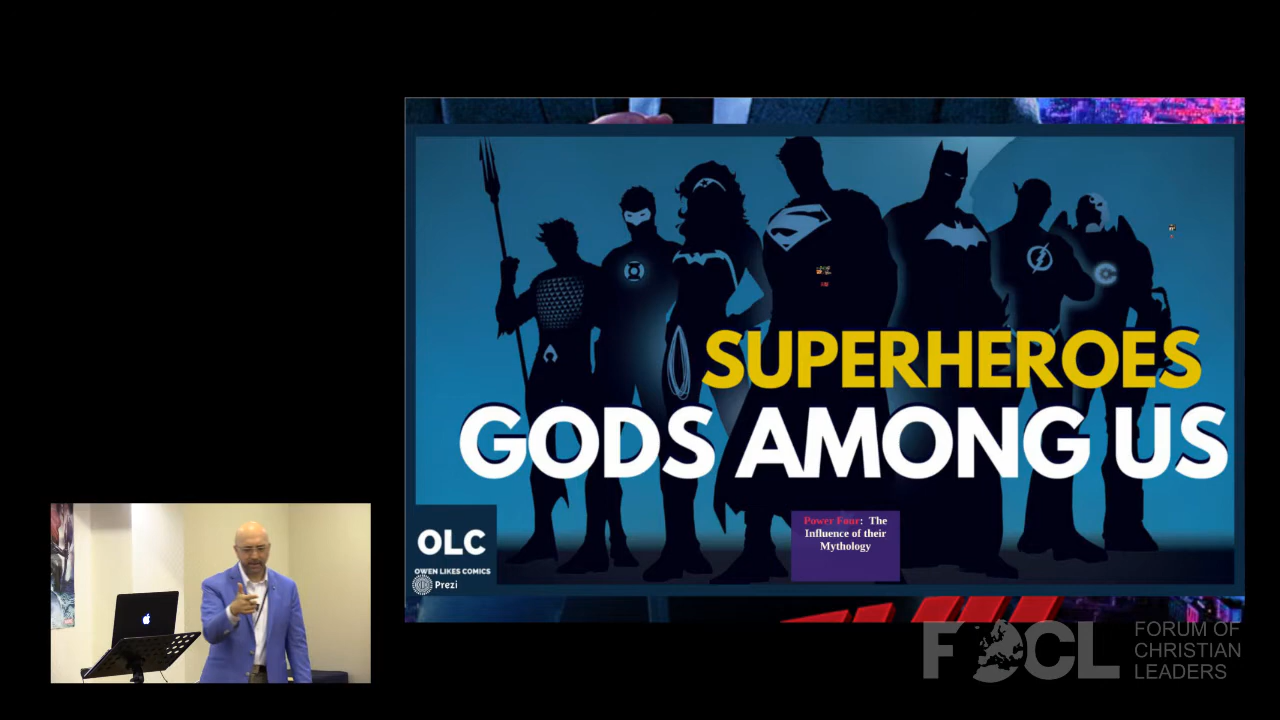 SUPERHEROES
GODS AMONG US
Power Four: The
Influence of their
Mythology
OLC
OWEN LIKES COMICS
Prezi
FOCL
FORUM OF
CHRISTIAN
LEADERS